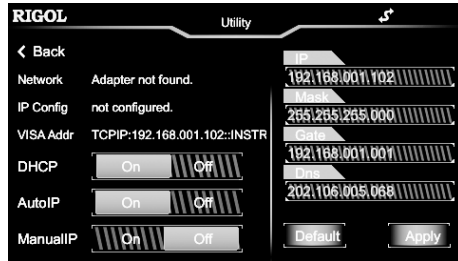 RIGOL
Utility
Back
Network Adapter not found.
IP Config not configured.
VISA Addr TCPIP:192.168.001.102::INSTR
DHCP On Off
AutoIP On Off
ManualIP On Off
IP
192.168.001.102
Mask
255.255.255.000
Gate
192.168.001.001
Dns
202.106.005.068
Default Apply